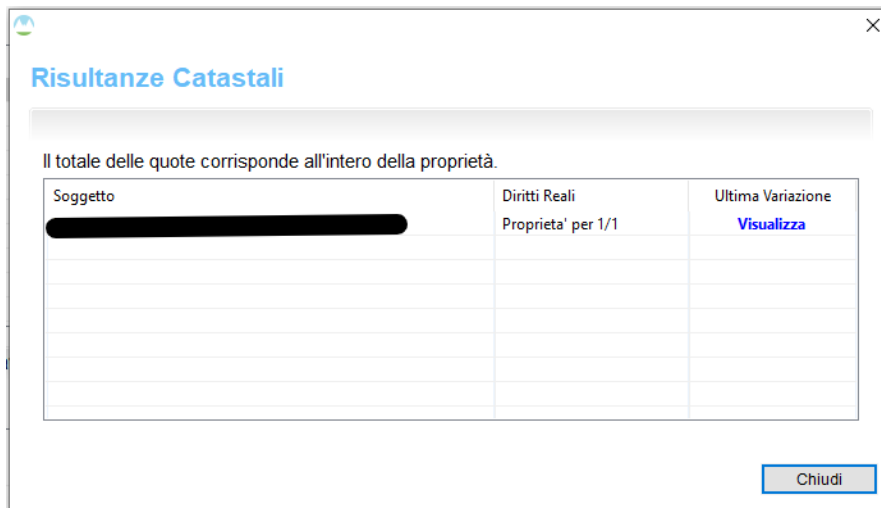 Risultanze Catastali
Il totale delle quote corrisponde all'intero della proprietà.
Soggetto Diritti Reali Ultima Variazione
Proprieta' per 1/1 Visualizza
Chiudi